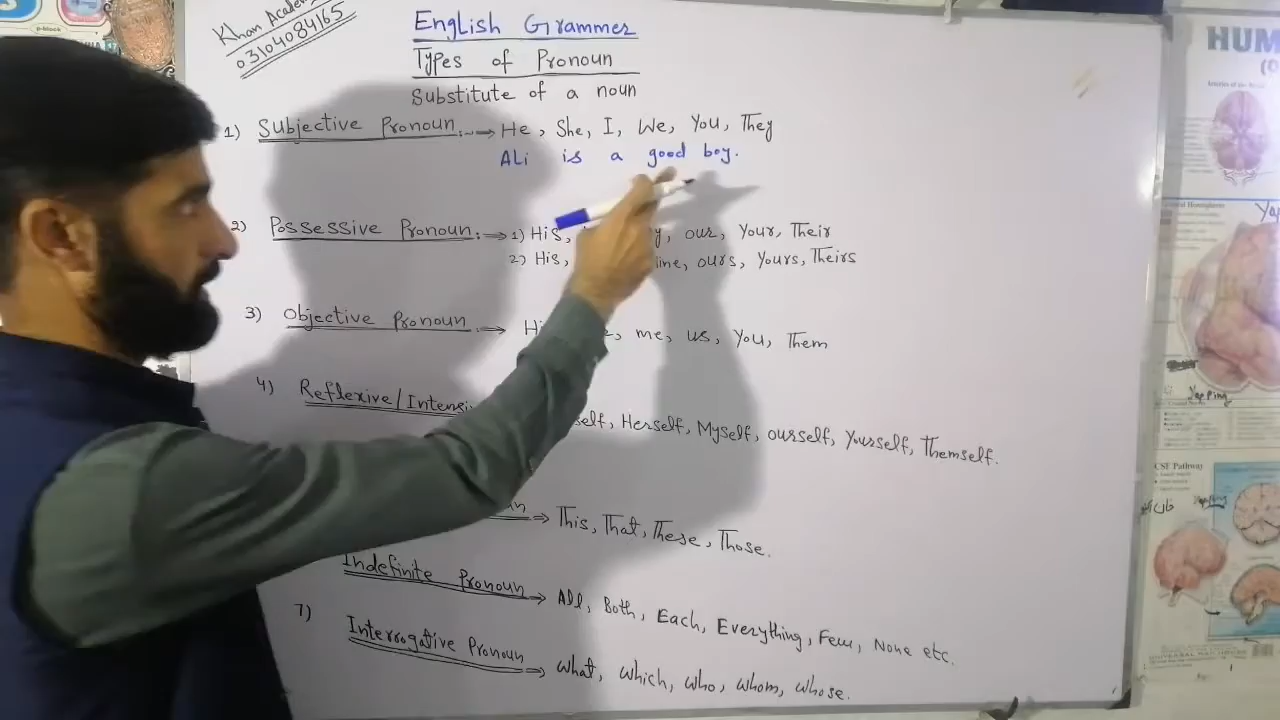 Khan Academy
03104084165
English Grammer
Types of Pronoun
Substitute of a noun
1) Subjective Pronoun :→ He, She, I, We, You, They
ALi is a good boy.
2) Possessive Pronoun :→ 1) His, our, Your, Their
2) His, ours, Yours, Theirs
3) Objective Pronoun :→ me, us, You, Them
4) Reflexive/ Herself, Myself, ourself, Yourself, Themself.
⇒ This, That, These, Those.
Indefinite Pronoun → All, Both, Each, Everything, Few, None etc.
7) Interrogative Pronoun → What, Which, Who, Whom, Whose.
HUM
p-block
CSF Pathway